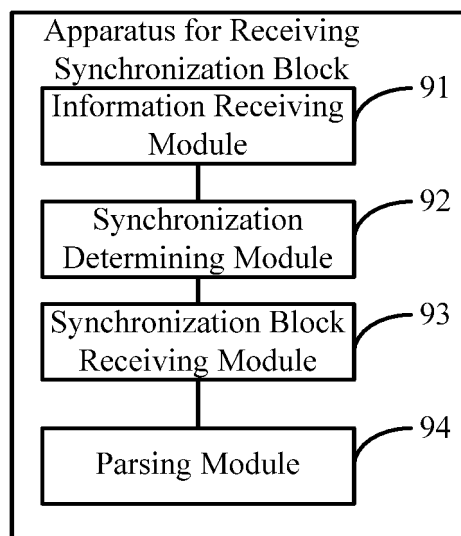 Apparatus for Receiving
Synchronization Block
Information Receiving
Module
91
Synchronization
Determining Module
92
Synchronization Block
Receiving Module
93
Parsing Module
94